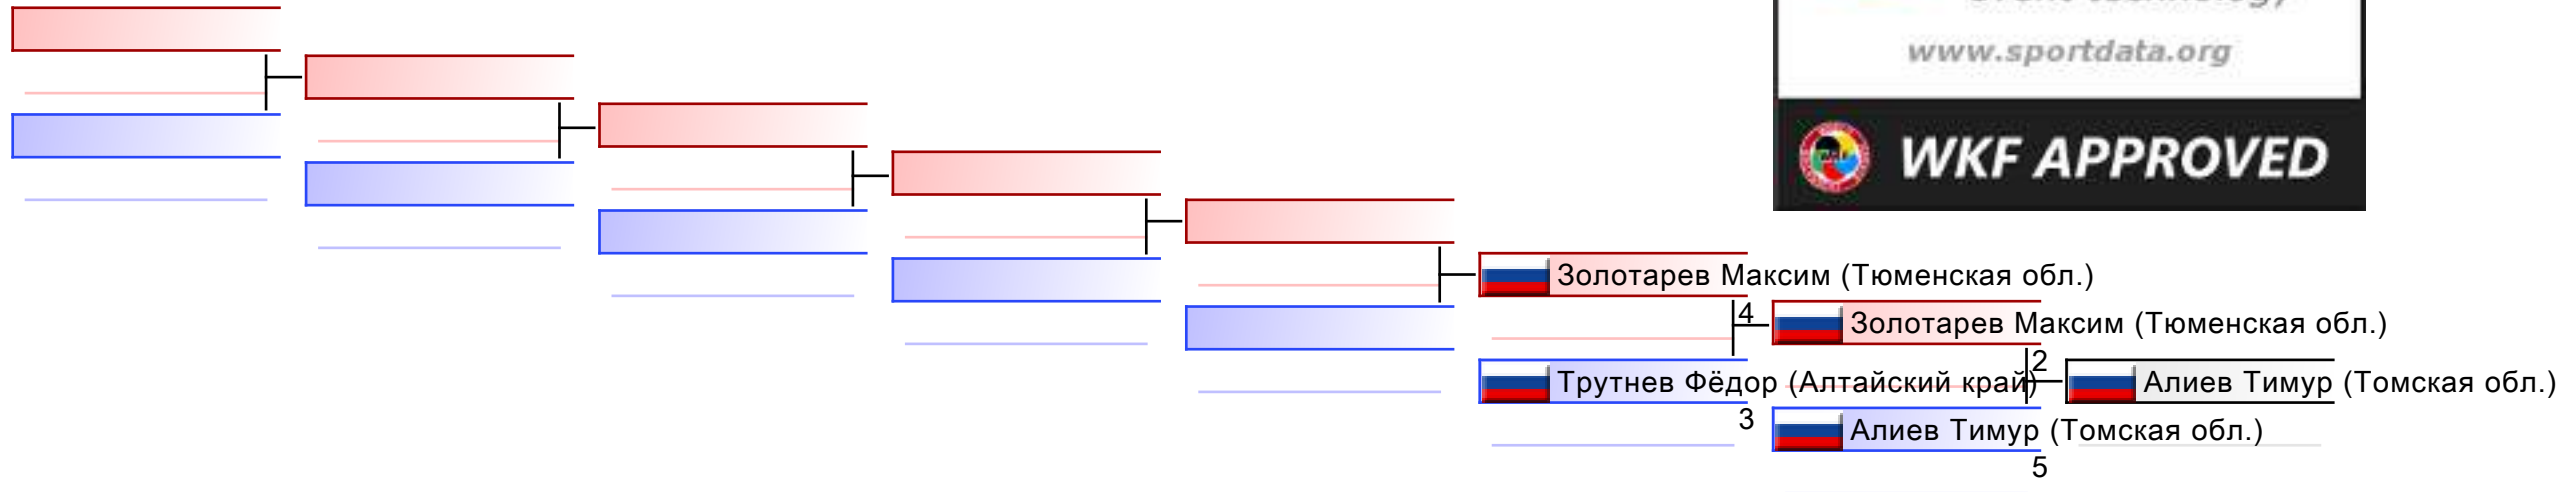 www.sportdata.org
WKF APPROVED
Золотарев Максим (Тюменская обл.)
4
Золотарев Максим (Тюменская обл.)
2
Трутнев Фёдор (Алтайский край)
Алиев Тимур (Томская обл.)
3
Алиев Тимур (Томская обл.)
5